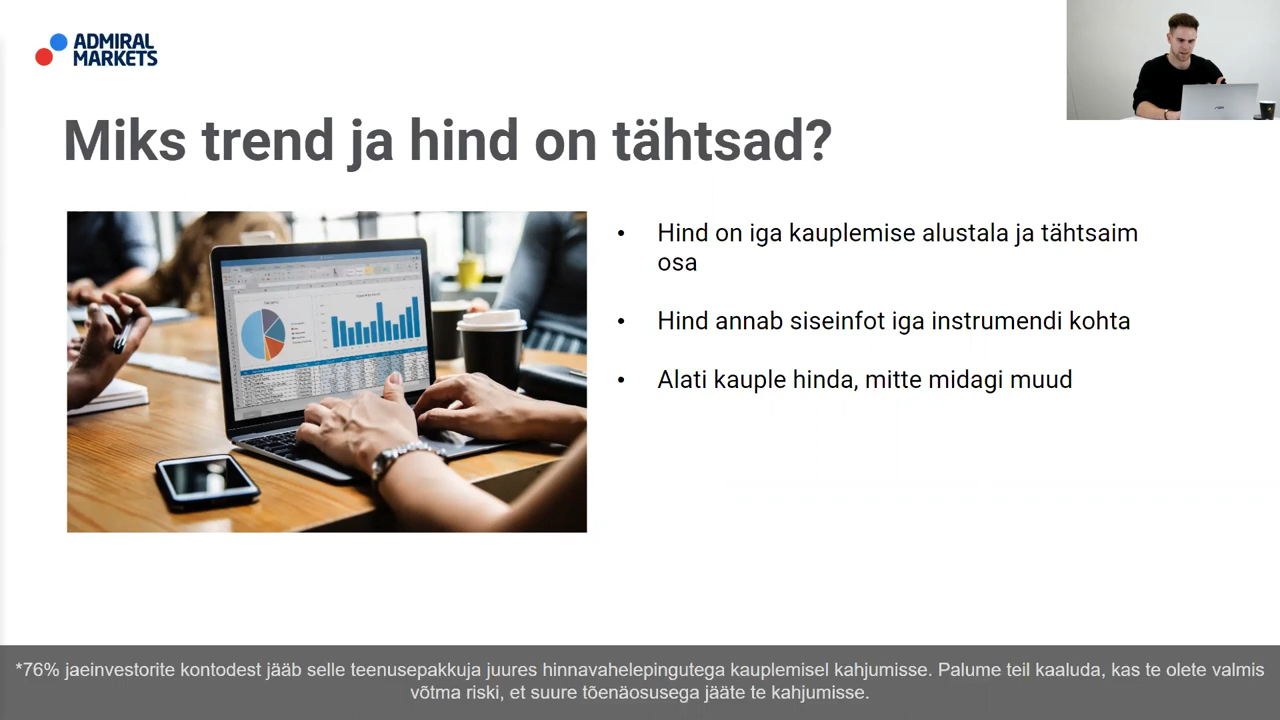 ADMIRAL
MARKETS
Miks trend ja hind on tähtsad?
• Hind on iga kauplemise alustala ja tähtsaim
osa
• Hind annab siseinfot iga instrumendi kohta
• Alati kauple hinda, mitte midagi muud
*76% jaeinvestorite kontodest jääb selle teenusepakkuja juures hinnavahelepingutega kauplemisel kahjumisse. Palume teil kaaluda, kas te olete valmis
võtma riski, et suure tõenäosusega jääte te kahjumisse.